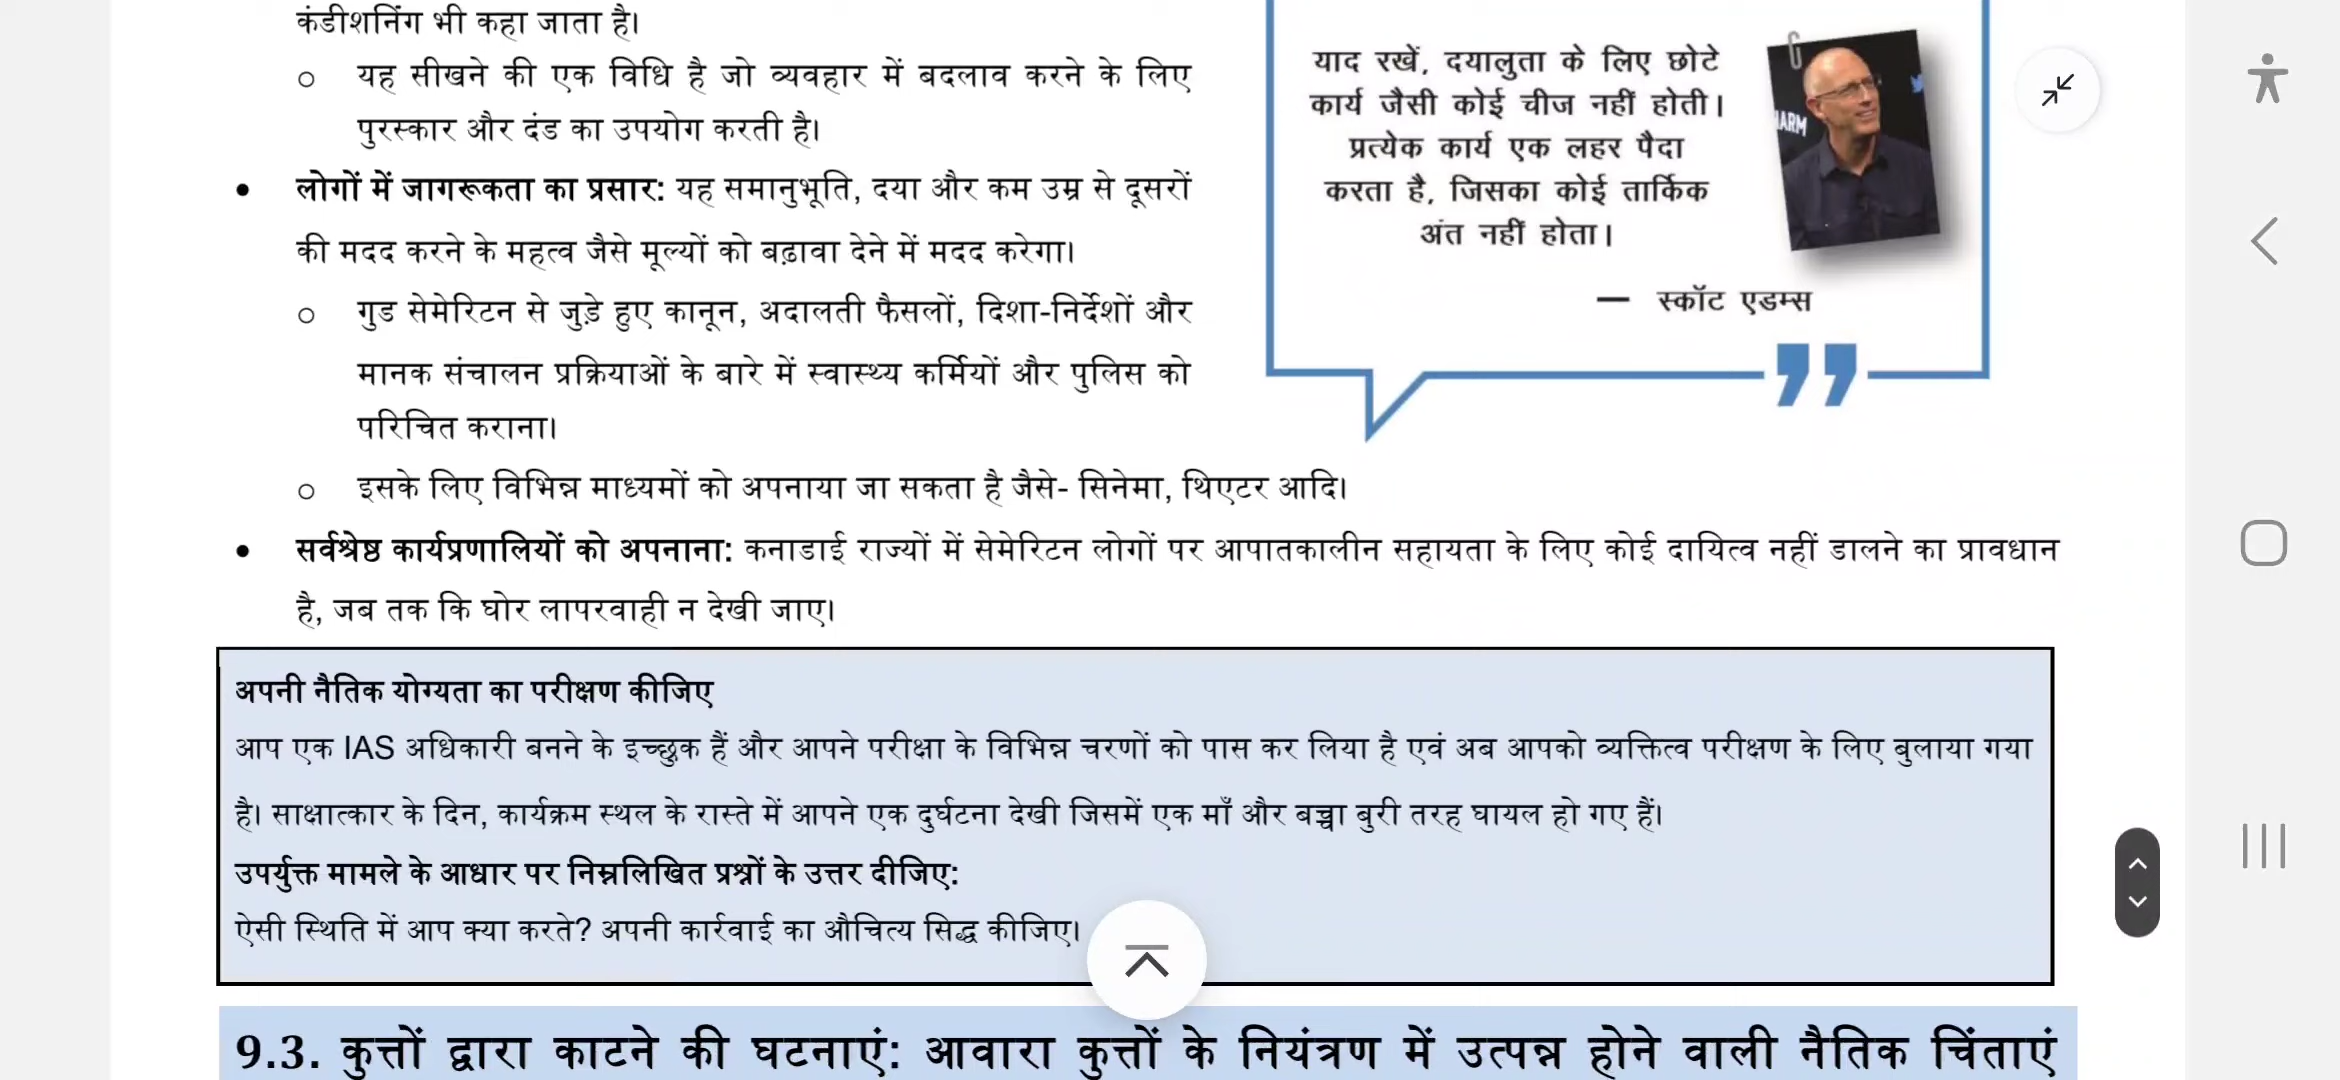 कंडीशनिंग भी कहा जाता है।
o यह सीखने की एक विधि है जो व्यवहार में बदलाव करने के लिए
पुरस्कार और दंड का उपयोग करती है।
• लोगों में जागरूकता का प्रसार: यह समानुभूति, दया और कम उम्र से दूसरों
की मदद करने के महत्व जैसे मूल्यों को बढ़ावा देने में मदद करेगा।
o गुड सेमेरिटन से जुड़े हुए कानून, अदालती फैसलों, दिशा-निर्देशों और
मानक संचालन प्रक्रियाओं के बारे में स्वास्थ्य कर्मियों और पुलिस को
परिचित कराना।
o इसके लिए विभिन्न माध्यमों को अपनाया जा सकता है जैसे- सिनेमा, थिएटर आदि।
• सर्वश्रेष्ठ कार्यप्रणालियों को अपनाना: कनाडाई राज्यों में सेमेरिटन लोगों पर आपातकालीन सहायता के लिए कोई दायित्व नहीं डालने का प्रावधान
है, जब तक कि घोर लापरवाही न देखी जाए।
याद रखें, दयालुता के लिए छोटे
कार्य जैसी कोई चीज नहीं होती।
प्रत्येक कार्य एक लहर पैदा
करता है, जिसका कोई तार्किक
अंत नहीं होता।
— स्कॉट एडम्स
ARM
अपनी नैतिक योग्यता का परीक्षण कीजिए
आप एक IAS अधिकारी बनने के इच्छुक हैं और आपने परीक्षा के विभिन्न चरणों को पास कर लिया है एवं अब आपको व्यक्तित्व परीक्षण के लिए बुलाया गया
है। साक्षात्कार के दिन, कार्यक्रम स्थल के रास्ते में आपने एक दुर्घटना देखी जिसमें एक माँ और बच्चा बुरी तरह घायल हो गए हैं।
उपर्युक्त मामले के आधार पर निम्नलिखित प्रश्नों के उत्तर दीजिए:
ऐसी स्थिति में आप क्या करते? अपनी कार्रवाई का औचित्य सिद्ध कीजिए।
9.3. कुत्तों द्वारा काटने की घटनाएं: आवारा कुत्तों के नियंत्रण में उत्पन्न होने वाली नैतिक चिंताएं